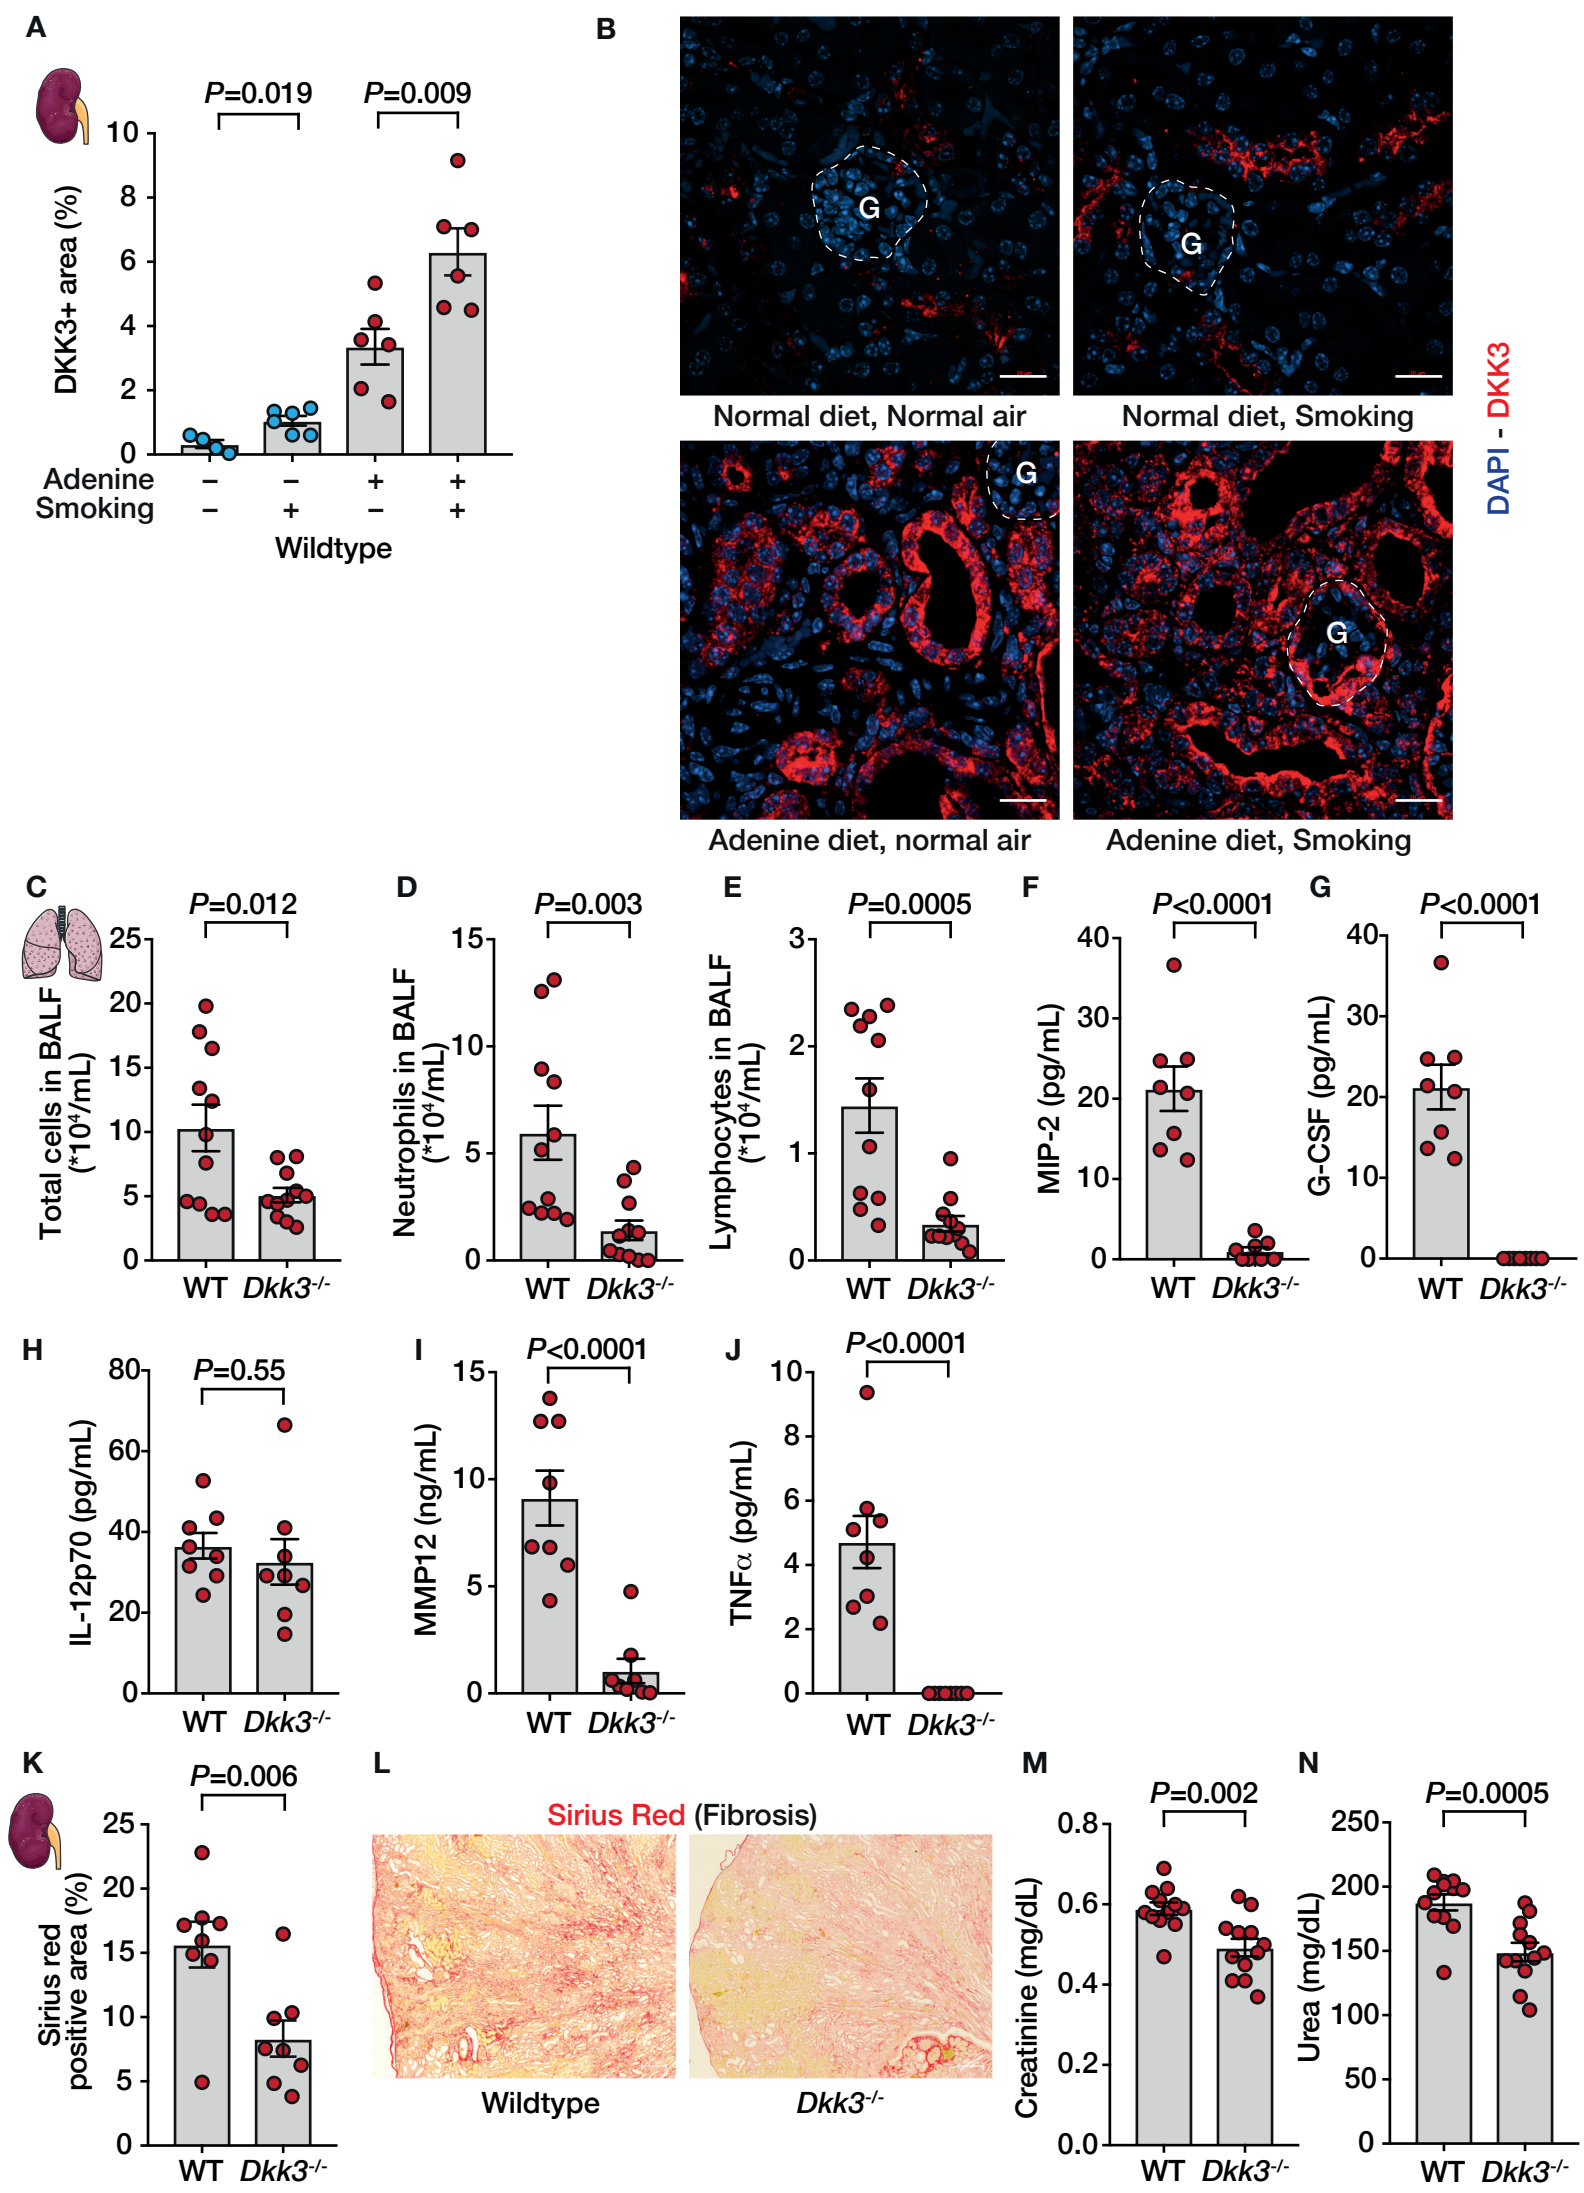 A
P=0.019
P=0.009
DKK3+ area (%)
10
8
6
4
2
0
Adenine – – + +
Smoking – + – +
Wildtype
B
G
G
Normal diet, Normal air
Normal diet, Smoking
G
G
Adenine diet, normal air
Adenine diet, Smoking
DAPI - DKK3
C
P=0.012
Total cells in BALF
(*10⁴/mL)
25
20
15
10
5
0
WT Dkk3-/-
D
P=0.003
Neutrophils in BALF
(*10⁴/mL)
15
10
5
0
WT Dkk3-/-
E
P=0.0005
Lymphocytes in BALF
(*10⁴/mL)
3
2
1
0
WT Dkk3-/-
F
P<0.0001
MIP-2 (pg/mL)
40
30
20
10
0
WT Dkk3-/-
G
P<0.0001
G-CSF (pg/mL)
40
30
20
10
0
WT Dkk3-/-
H
P=0.55
IL-12p70 (pg/mL)
80
60
40
20
0
WT Dkk3-/-
I
P<0.0001
MMP12 (ng/mL)
15
10
5
0
WT Dkk3-/-
J
P<0.0001
TNFα (pg/mL)
10
8
6
4
2
0
WT Dkk3-/-
K
P=0.006
Sirius red
positive area (%)
25
20
15
10
5
0
WT Dkk3-/-
L
Sirius Red (Fibrosis)
Wildtype
Dkk3-/-
M
P=0.002
Creatinine (mg/dL)
0.8
0.6
0.4
0.2
0.0
WT Dkk3-/-
N
P=0.0005
Urea (mg/dL)
250
200
150
100
50
0
WT Dkk3-/-